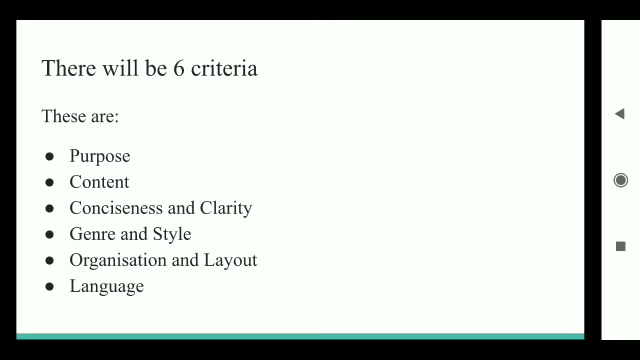 There will be 6 criteria
These are:
● Purpose
● Content
● Conciseness and Clarity
● Genre and Style
● Organisation and Layout
● Language